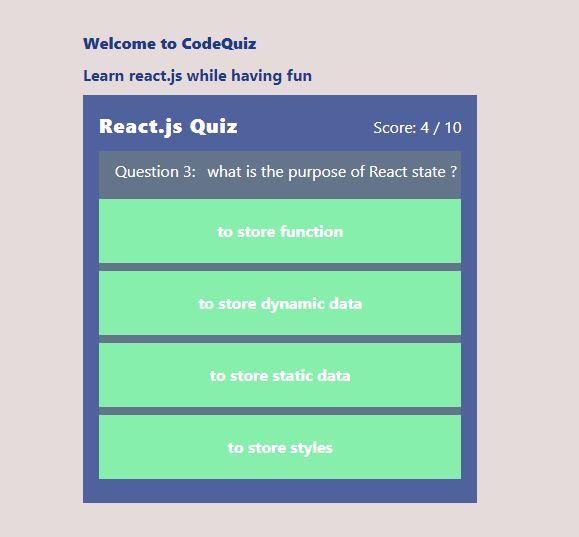 Welcome to CodeQuiz
Learn react.js while having fun
React.js Quiz
Score: 4 / 10
Question 3: what is the purpose of React state ?
to store function
to store dynamic data
to store static data
to store styles